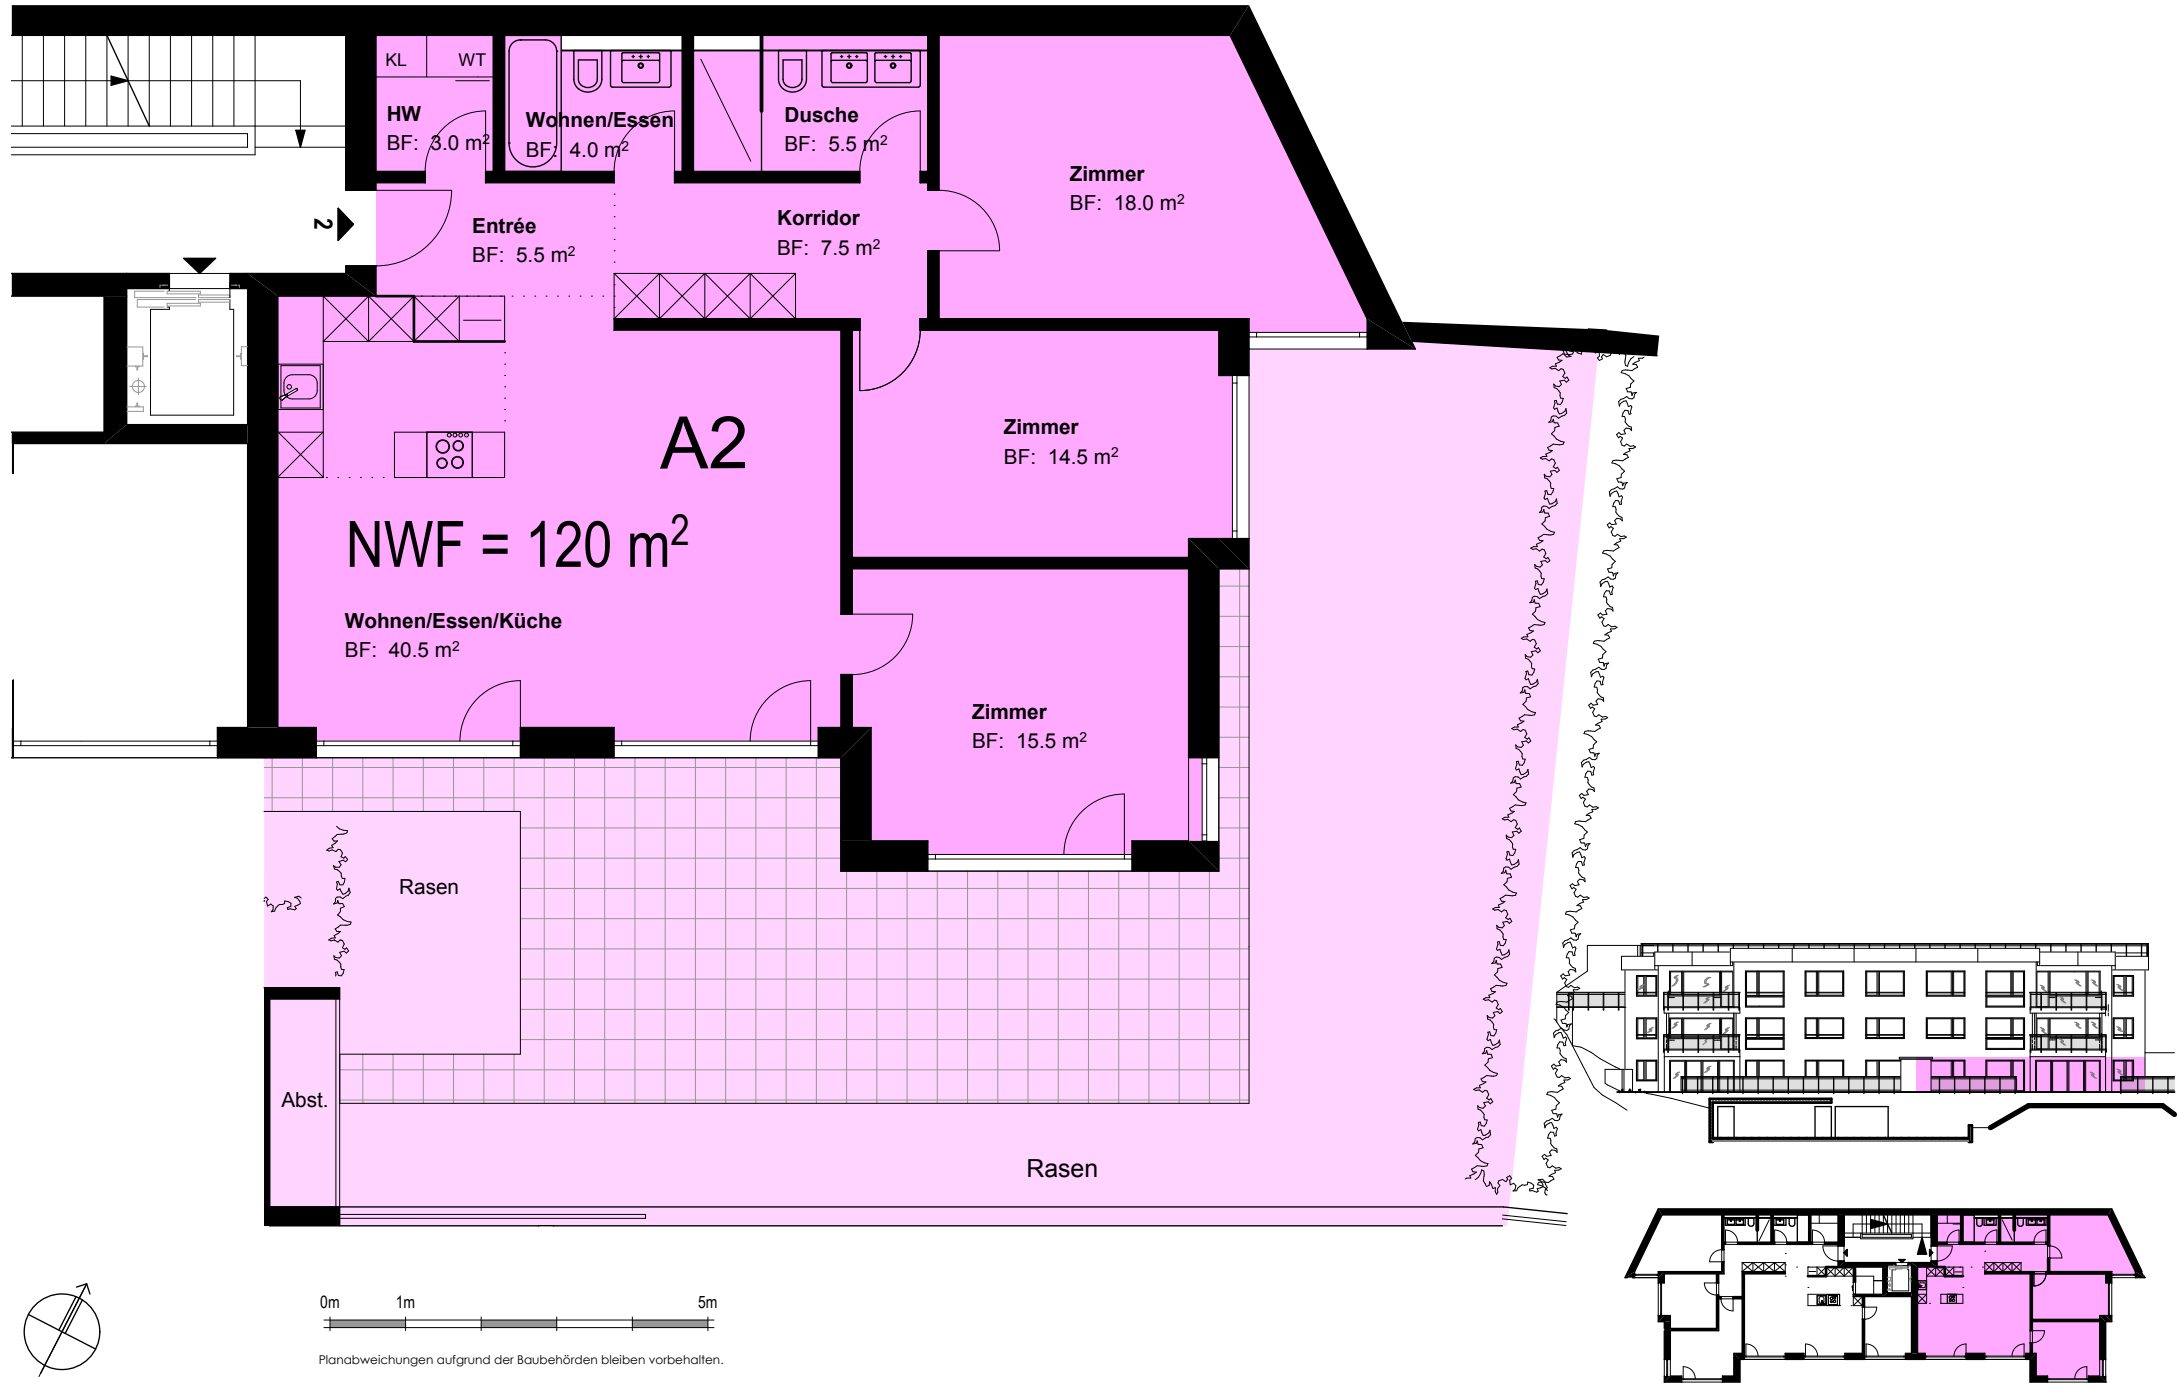 KL
WT
HW
BF: 3.0 m²
Wohnen/Essen
BF: 4.0 m²
Dusche
BF: 5.5 m²
Zimmer
BF: 18.0 m²
2
Entrée
BF: 5.5 m²
Korridor
BF: 7.5 m²
A2
Zimmer
BF: 14.5 m²
NWF = 120 m²
Wohnen/Essen/Küche
BF: 40.5 m²
Zimmer
BF: 15.5 m²
Rasen
Abst.
Rasen
0m 1m 5m
Planabweichungen aufgrund der Baubehörden bleiben vorbehalten.